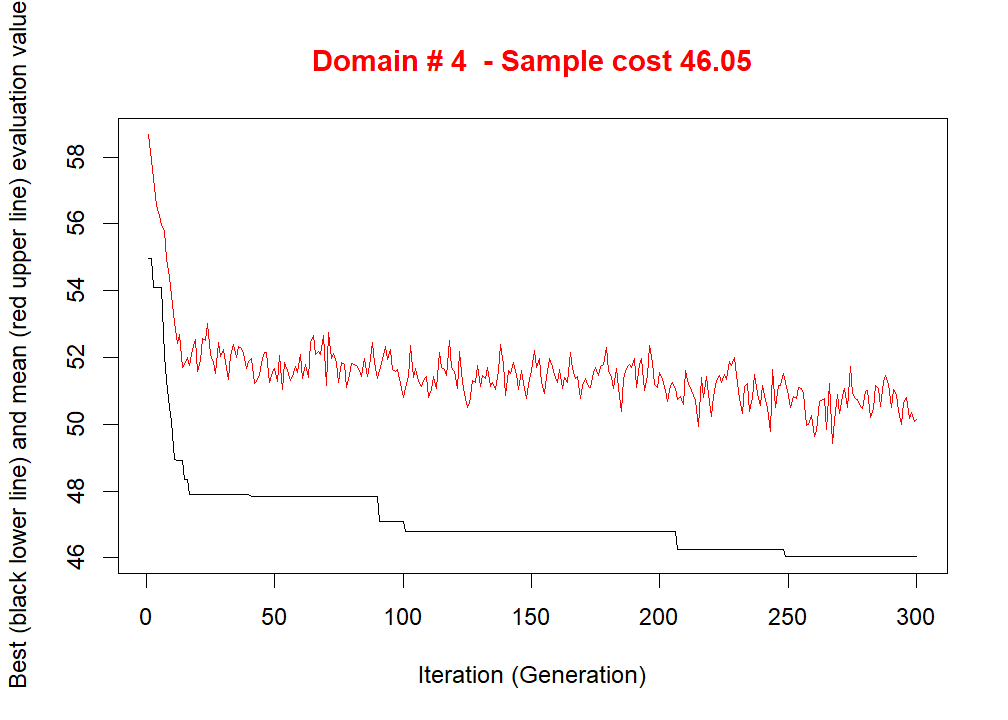 Domain # 4  - Sample cost 46.05
Best (black lower line) and mean (red upper line) evaluation value
58
56
54
52
50
48
46
0 50 100 150 200 250 300
Iteration (Generation)